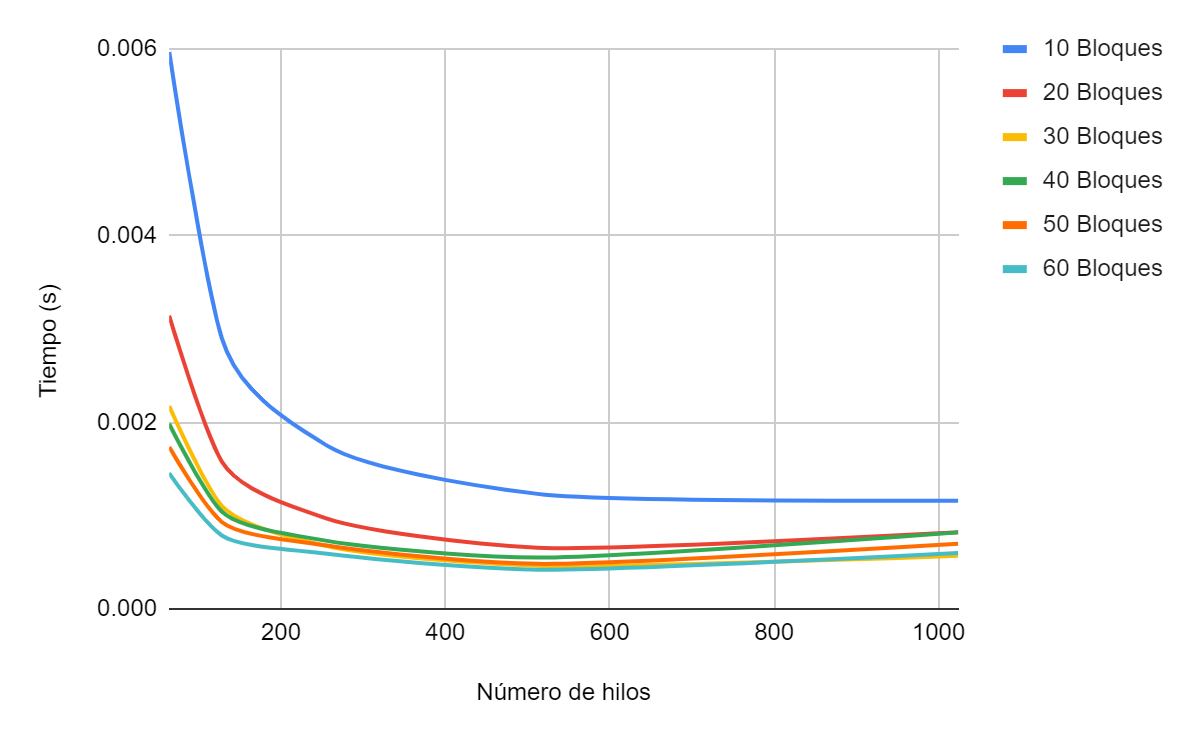 0.006
0.004
0.002
0.000
Tiempo (s)
200
400
600
800
1000
Número de hilos
10 Bloques
20 Bloques
30 Bloques
40 Bloques
50 Bloques
60 Bloques